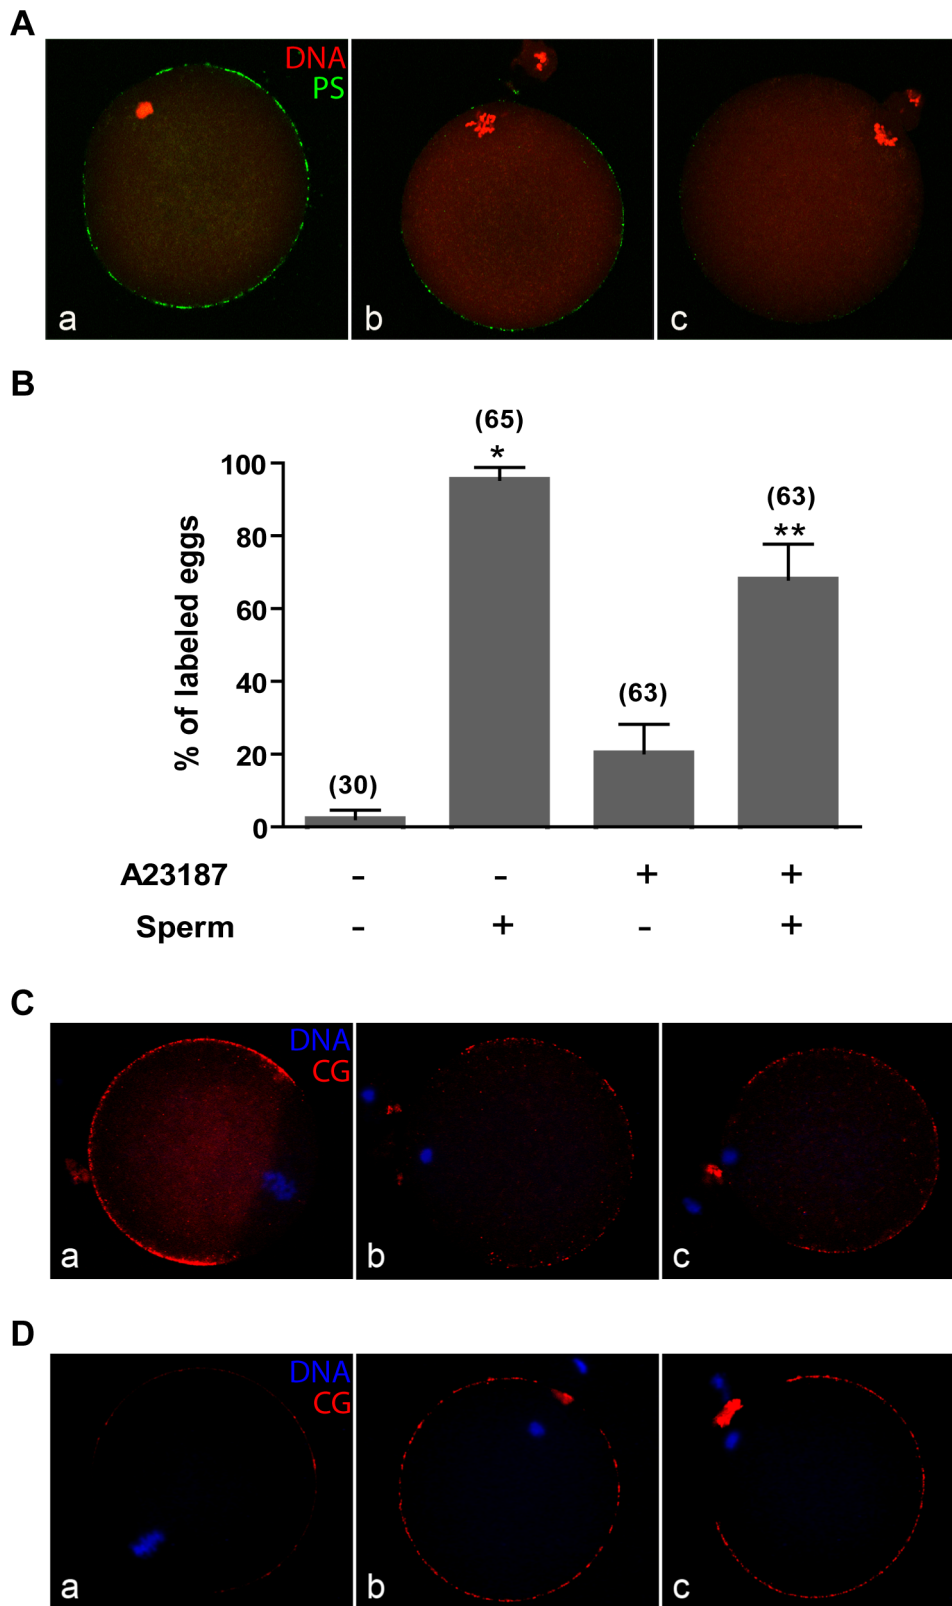 A
DNA
PS
a
b
c
B
(65)
*
100
(63)
**
80
60
(63)
40
20
(30)
0
% of labeled eggs
A23187 - - + +
Sperm - + - +
C
DNA
CG
a
b
c
D
DNA
CG
a
b
c